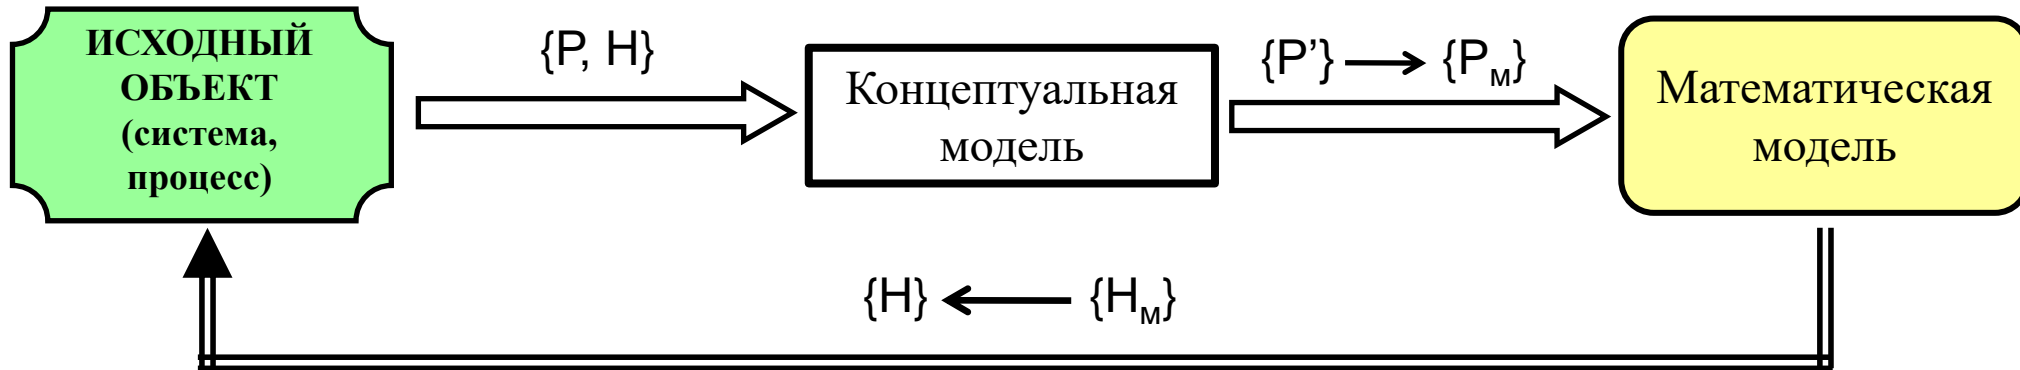 ИСХОДНЫЙ
ОБЪЕКТ
(система,
процесс)
{P, H}
Концептуальная
модель
{P’} → {Pм}
Математическая
модель
{H} ← {Hм}